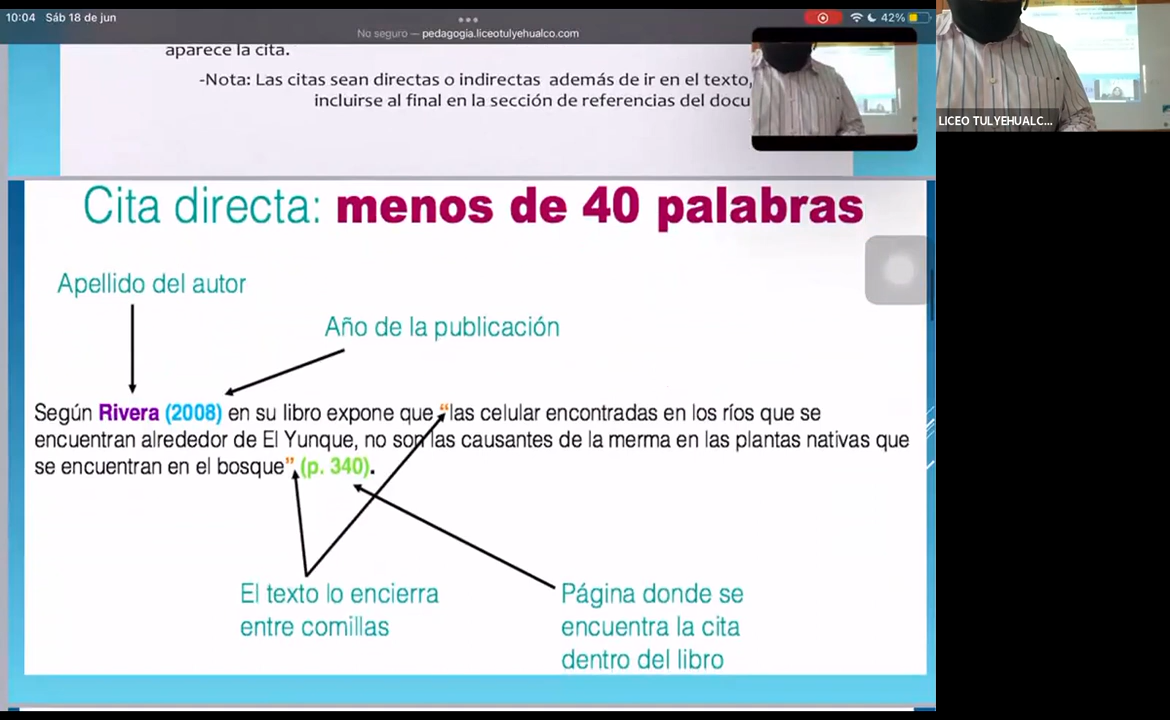 10:04 Sáb 18 de jun
42%
No seguro — pedagogia.liceotulyehualco.com
aparece la cita.
-Nota: Las citas sean directas o indirectas además de ir en el texto,
incluirse al final en la sección de referencias del docu
LICEO TULYEHUALC...
Cita directa: menos de 40 palabras
Apellido del autor
Año de la publicación
Según Rivera (2008) en su libro expone que “las celular encontradas en los ríos que se
encuentran alrededor de El Yunque, no son las causantes de la merma en las plantas nativas que
se encuentran en el bosque” (p. 340).
El texto lo encierra
entre comillas
Página donde se
encuentra la cita
dentro del libro